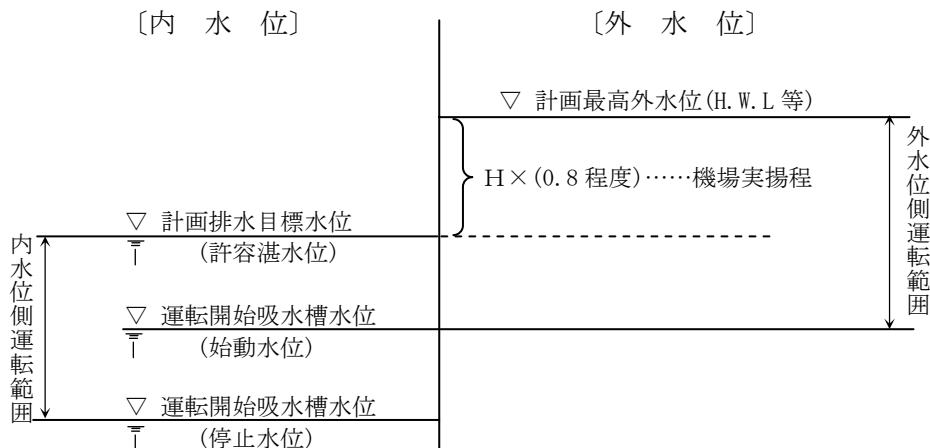 〔内 水 位〕
〔外 水 位〕
▽ 計画最高外水位(H.W.L 等)
H×(0.8 程度)……機場実揚程
外水位側運転範囲
▽ 計画排水目標水位
(許容湛水位)
内水位側運転範囲
▽ 運転開始吸水槽水位
(始動水位)
▽ 運転開始吸水槽水位
(停止水位)